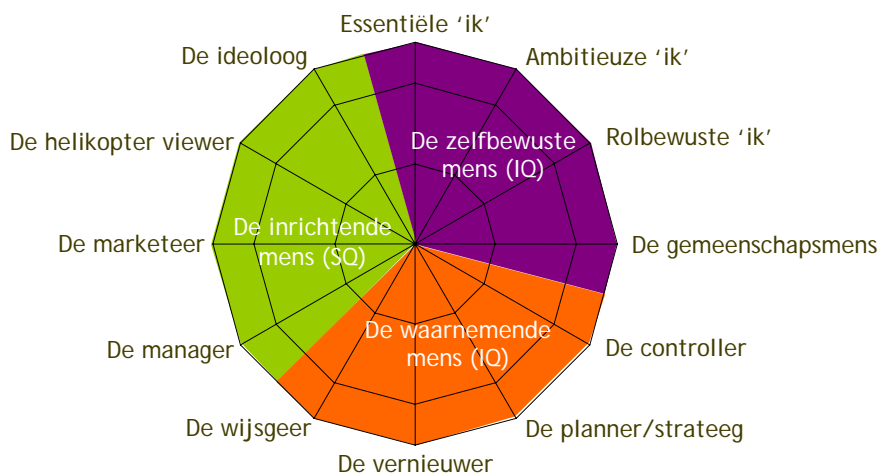 Essentiële ‘ik’
De ideoloog
Ambitieuze ‘ik’
De helikopter viewer
De zelfbewuste
mens (IQ)
Rolbewuste ‘ik’
De marketeer
De inrichtende
mens (SQ)
De gemeenschapsmens
De manager
De waarnemende
mens (IQ)
De controller
De wijsgeer
De planner/strateeg
De vernieuwer